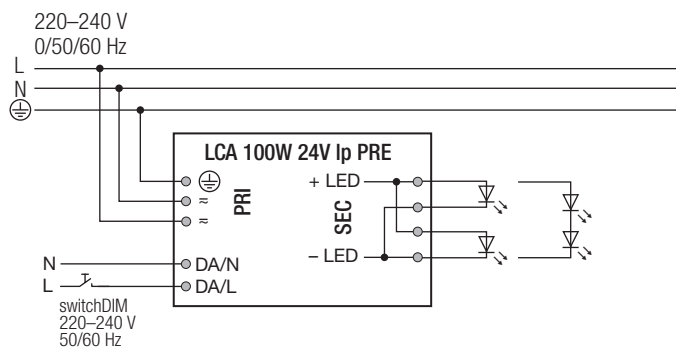 220–240 V
0/50/60 Hz
L
N
LCA 100W 24V lp PRE
PRI
≂
≂
+ LED
SEC
– LED
N
DA/N
L
DA/L
switchDIM
220–240 V
50/60 Hz